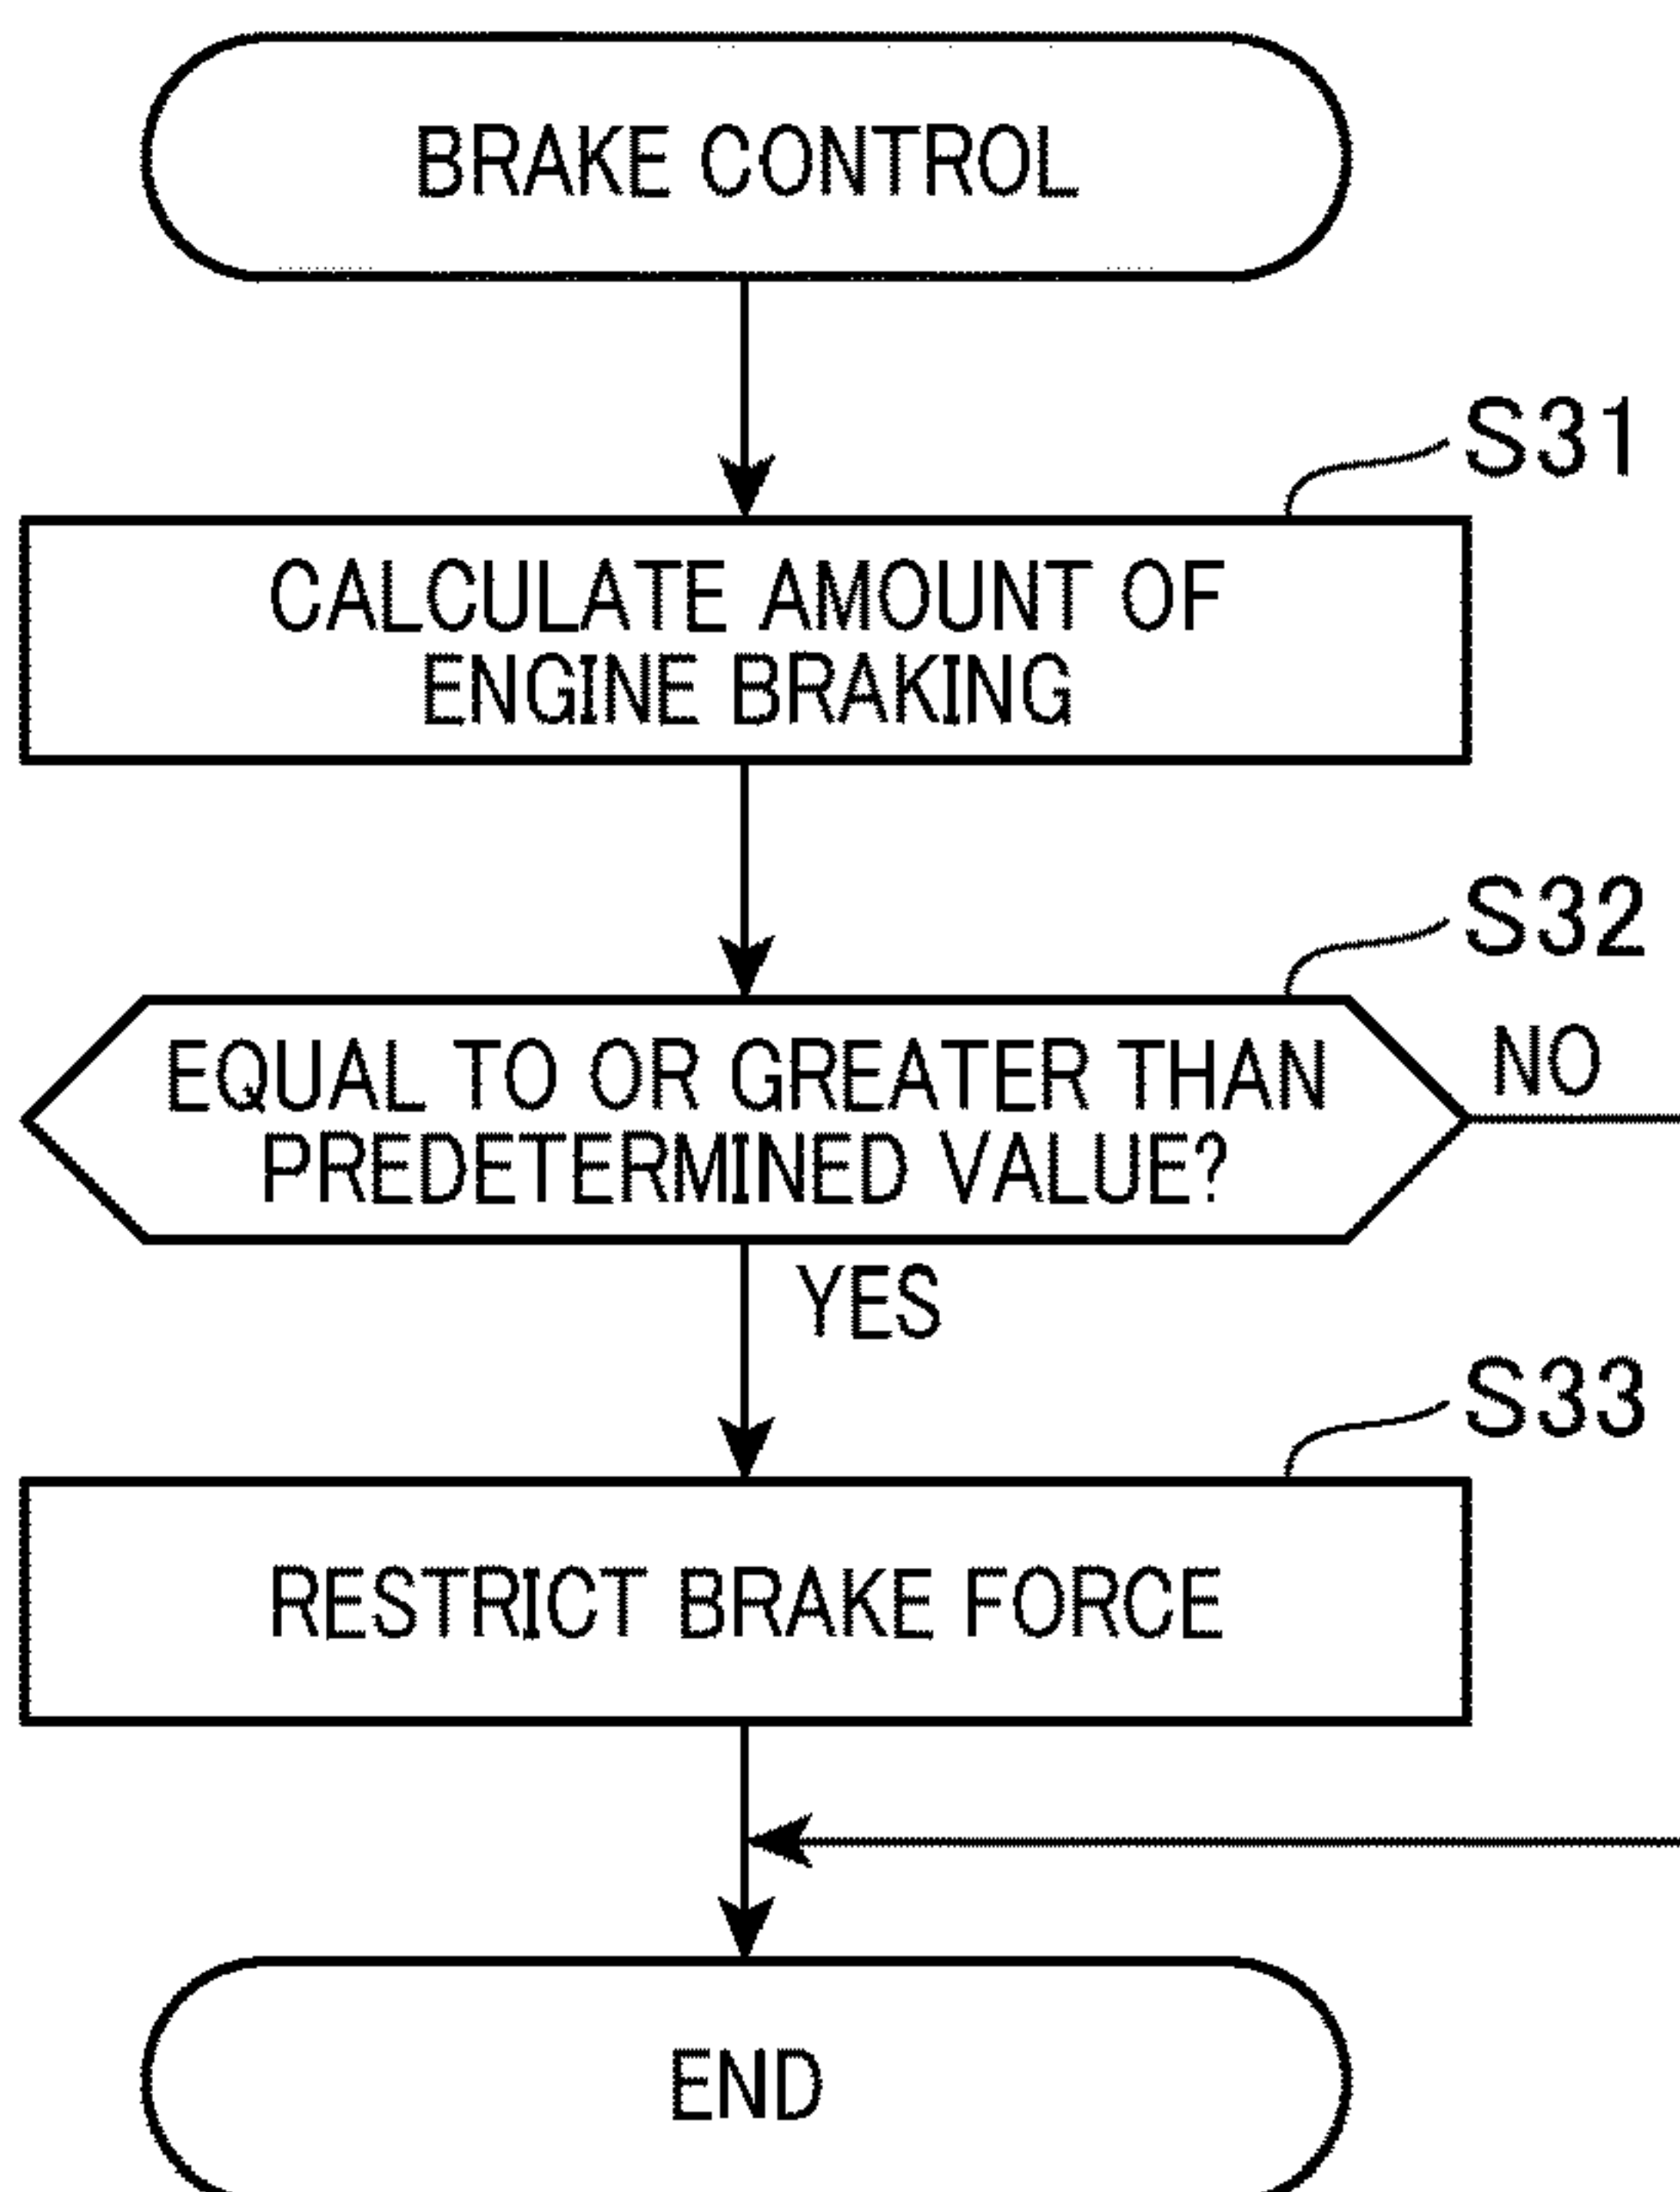 BRAKE CONTROL
S31
CALCULATE AMOUNT OF
ENGINE BRAKING
S32
EQUAL TO OR GREATER THAN
PREDETERMINED VALUE?
NO
YES
S33
RESTRICT BRAKE FORCE
END